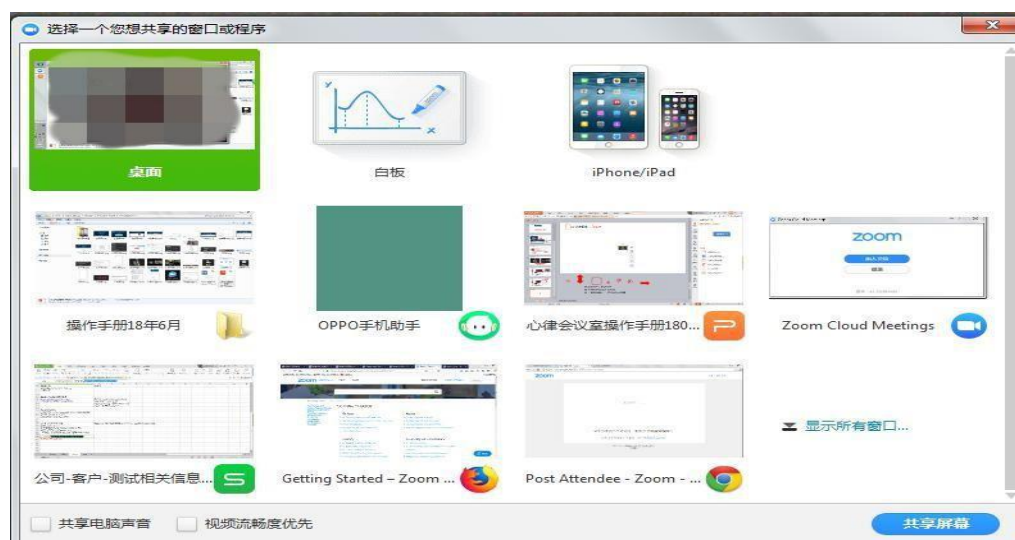 选择一个您想共享的窗口或程序
桌面
白板
iPhone/iPad
操作手册18年6月
OPPO手机助手
心律会议室操作手册180...
zoom
Zoom Cloud Meetings
公司-客户-测试相关信息...
zoom
Getting Started – Zoom ...
zoom
Post Attendee - Zoom - ...
显示所有窗口...
共享电脑声音
视频流畅度优先
共享屏幕